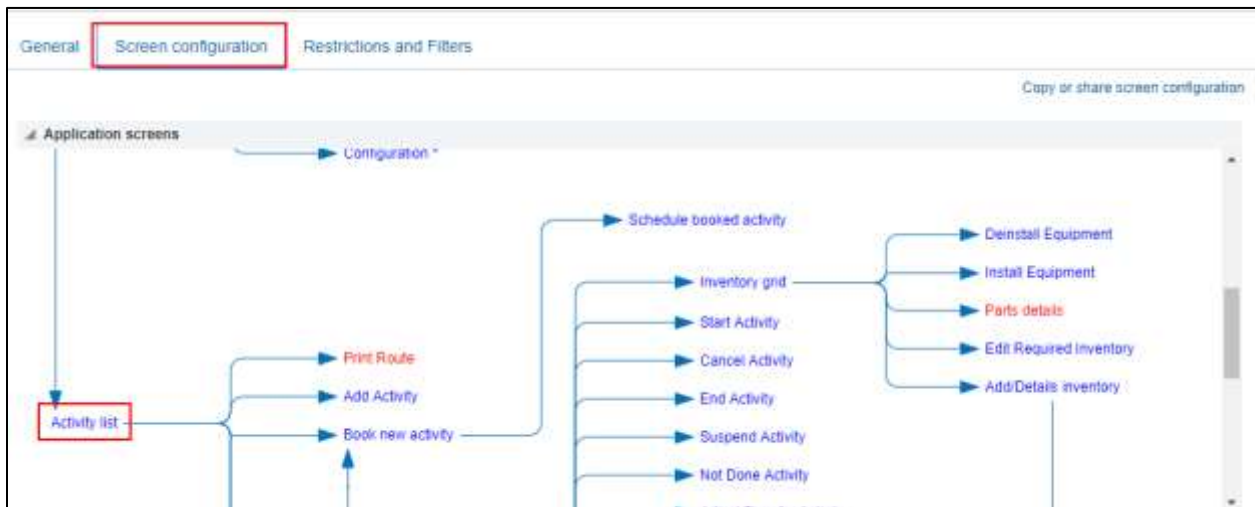 General Screen configuration Restrictions and Filters
Copy or share screen configuration
Application screens
Configuration *
Schedule booked activity
Deinstall Equipment
Inventory grid
Install Equipment
Start Activity
Parts details
Print Route
Cancel Activity
Edit Required Inventory
Add Activity
End Activity
Add/Details inventory
Activity list
Book new activity
Suspend Activity
Not Done Activity